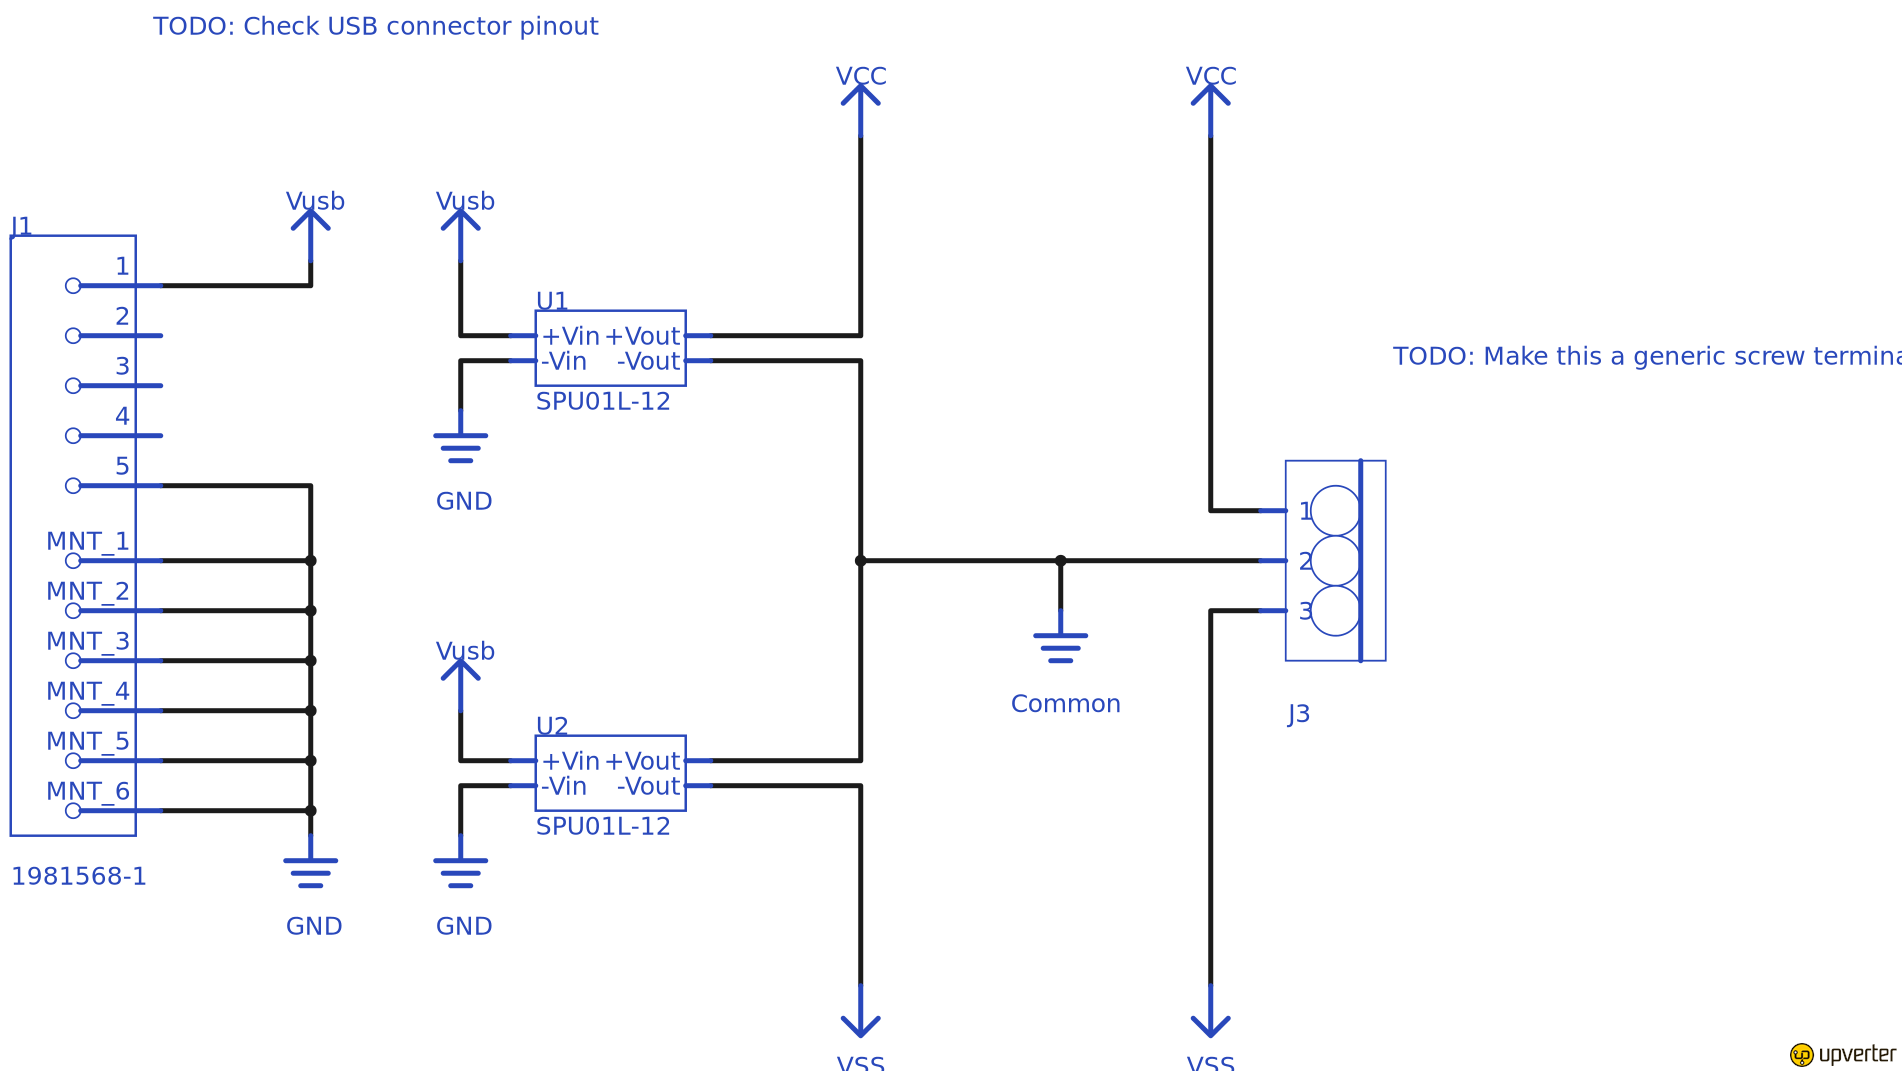 TODO: Check USB connector pinout
VCC
VCC
Vusb
Vusb
J1
1
2
3
4
5
MNT_1
MNT_2
MNT_3
MNT_4
MNT_5
MNT_6
1981568-1
GND
U1
+Vin +Vout
-Vin -Vout
SPU01L-12
GND
TODO: Make this a generic screw termina
1
2
3
J3
Common
Vusb
U2
+Vin +Vout
-Vin -Vout
SPU01L-12
GND
VSS
VSS
upverter